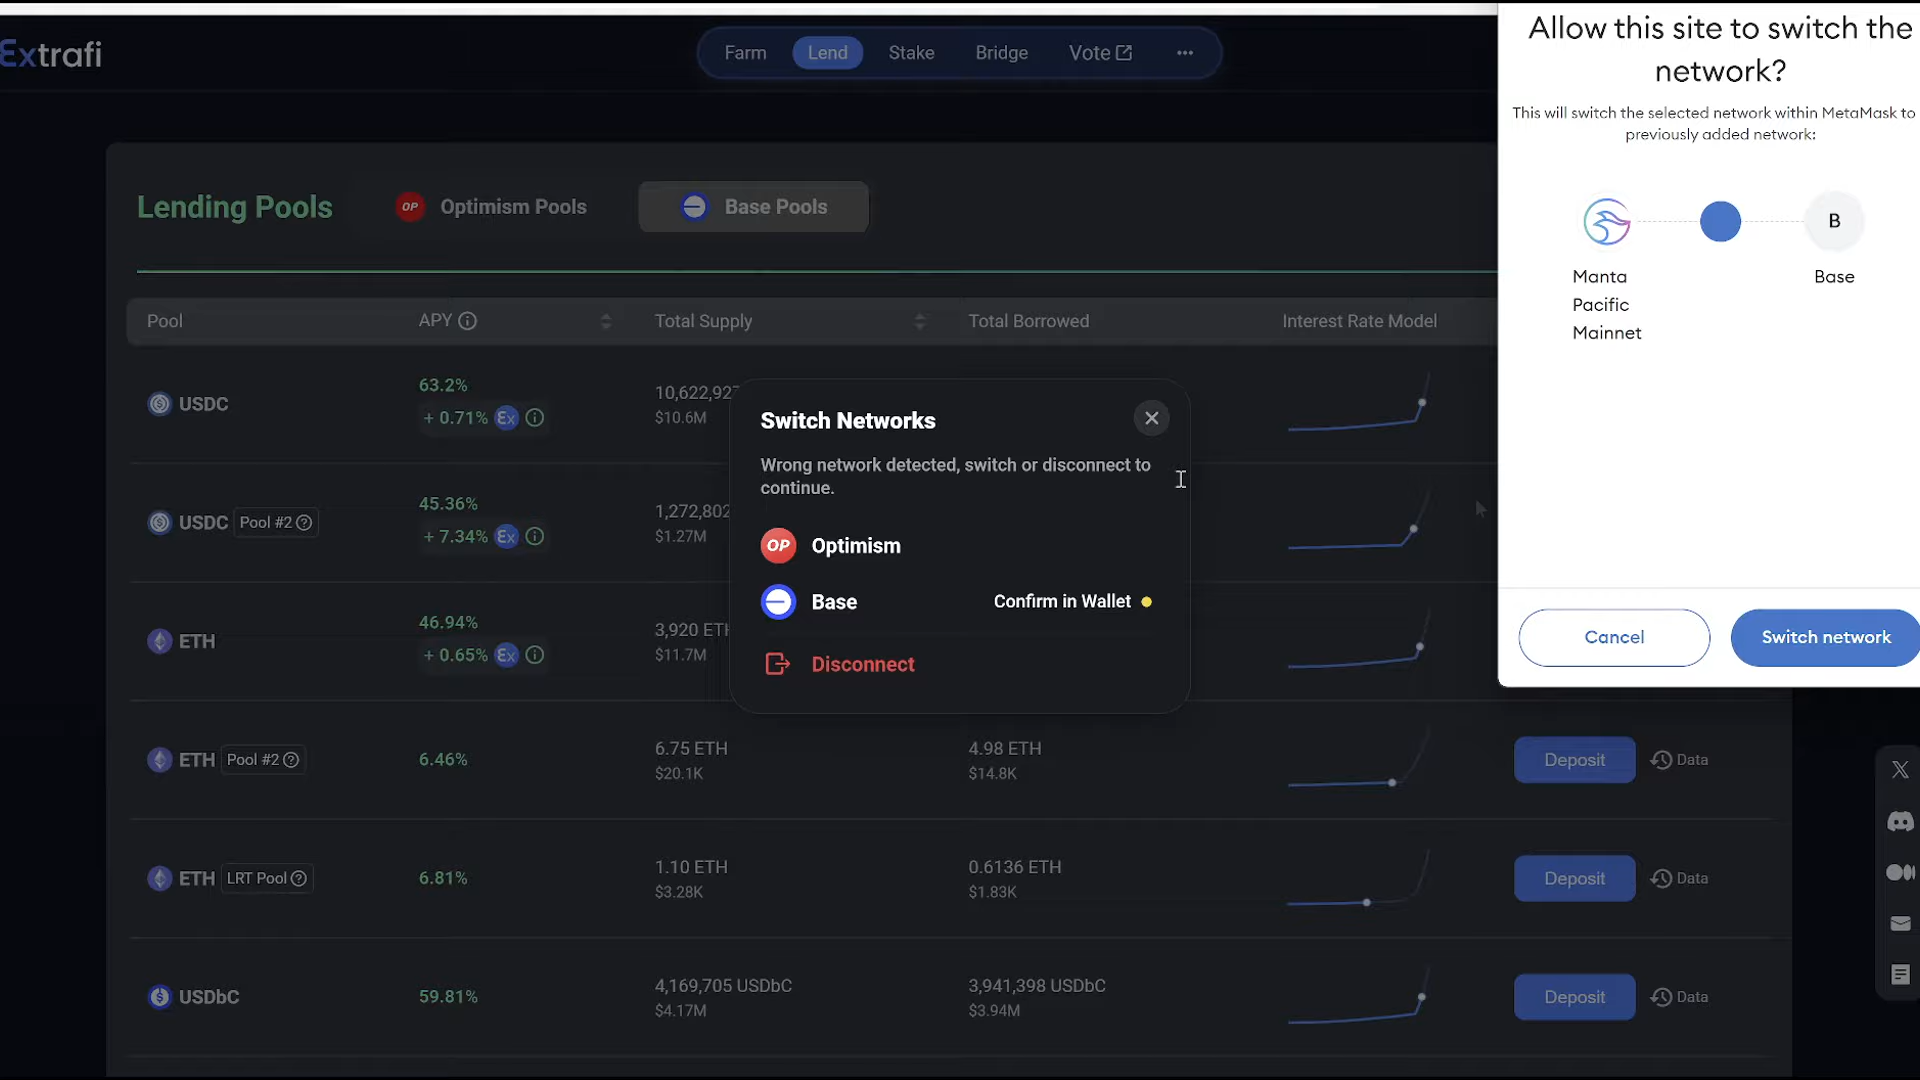 Extrafi
Farm
Lend
Stake
Bridge
Vote
Allow this site to switch the
network?
This will switch the selected network within MetaMask to
previously added network:
B
Manta
Pacific
Mainnet
Base
Cancel
Switch network
Lending Pools
OP Optimism Pools
Base Pools
Pool
APY
Total Supply
Total Borrowed
Interest Rate Model
USDC
63.2%
+ 0.71% Ex
10,622,927
$10.6M
USDC Pool #2
45.36%
+ 7.34% Ex
1,272,802
$1.27M
ETH
46.94%
+ 0.65% Ex
3,920 ETH
$11.7M
Switch Networks
Wrong network detected, switch or disconnect to
continue.
OP Optimism
Base
Confirm in Wallet
Disconnect
ETH Pool #2
6.46%
6.75 ETH
$20.1K
4.98 ETH
$14.8K
Deposit
Data
ETH LRT Pool
6.81%
1.10 ETH
$3.28K
0.6136 ETH
$1.83K
Deposit
Data
USDbC
59.81%
4,169,705 USDbC
$4.17M
3,941,398 USDbC
$3.94M
Deposit
Data